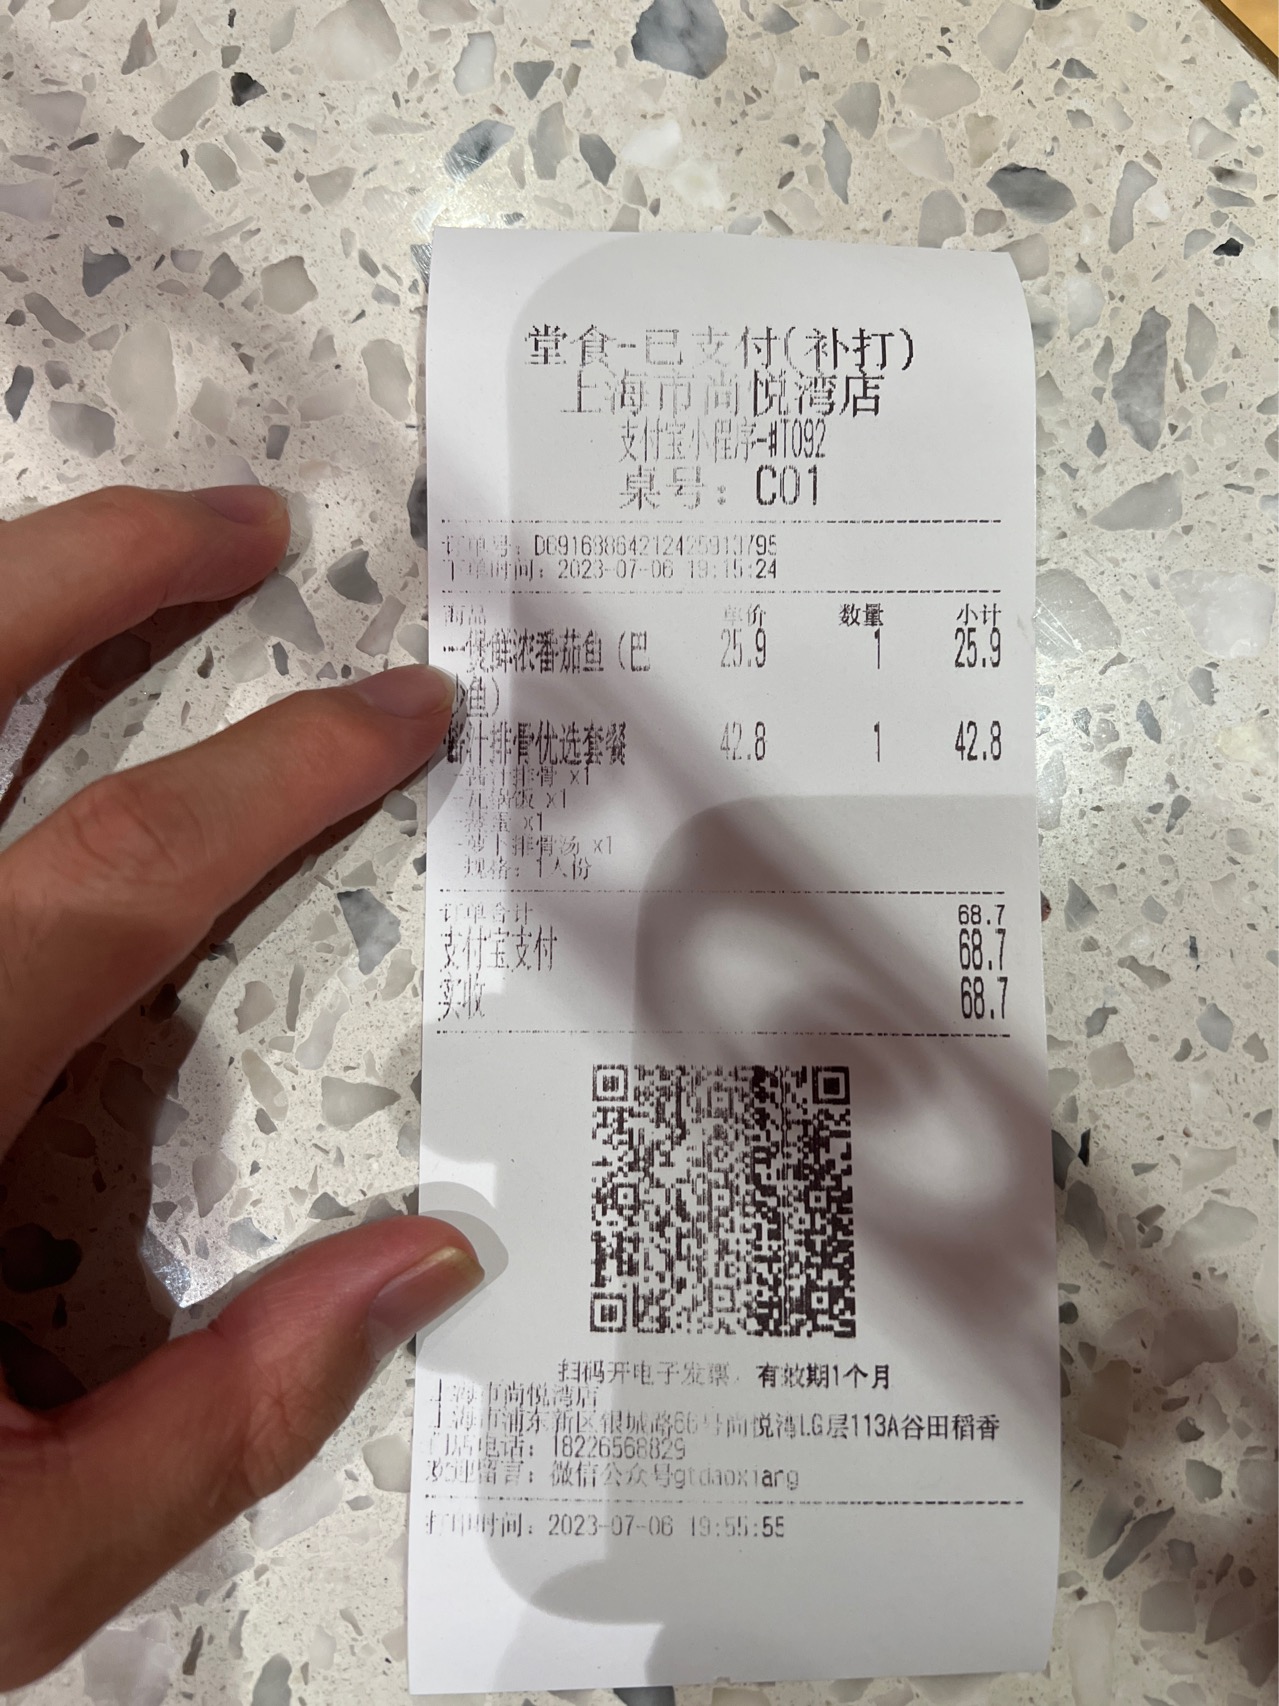 堂食-已支付(补打)
上海市尚悦湾店
支付宝小程序-#T092
桌号：C01
订单号：D09168864212425913795
下单时间：2023-07-06 19:15:24
商品 单价 数量 小计
一煲鲜浓番茄鱼（巴 25.9 1 25.9
沙鱼）
酱汁排骨优选套餐 42.8 1 42.8
-酱汁排骨 x1
-元锅饭 x1
-蒸蛋 x1
-萝卜排骨汤 x1
规格：1人份
订单合计 68.7
支付宝支付 68.7
实收 68.7
扫码开电子发票，有效期1个月
上海市尚悦湾店
上海市浦东新区银城路66号尚悦湾LG层113A谷田稻香
门店电话：18226568829
欢迎留言：微信公众号gtdaoxiang
打印时间：2023-07-06 19:55:55